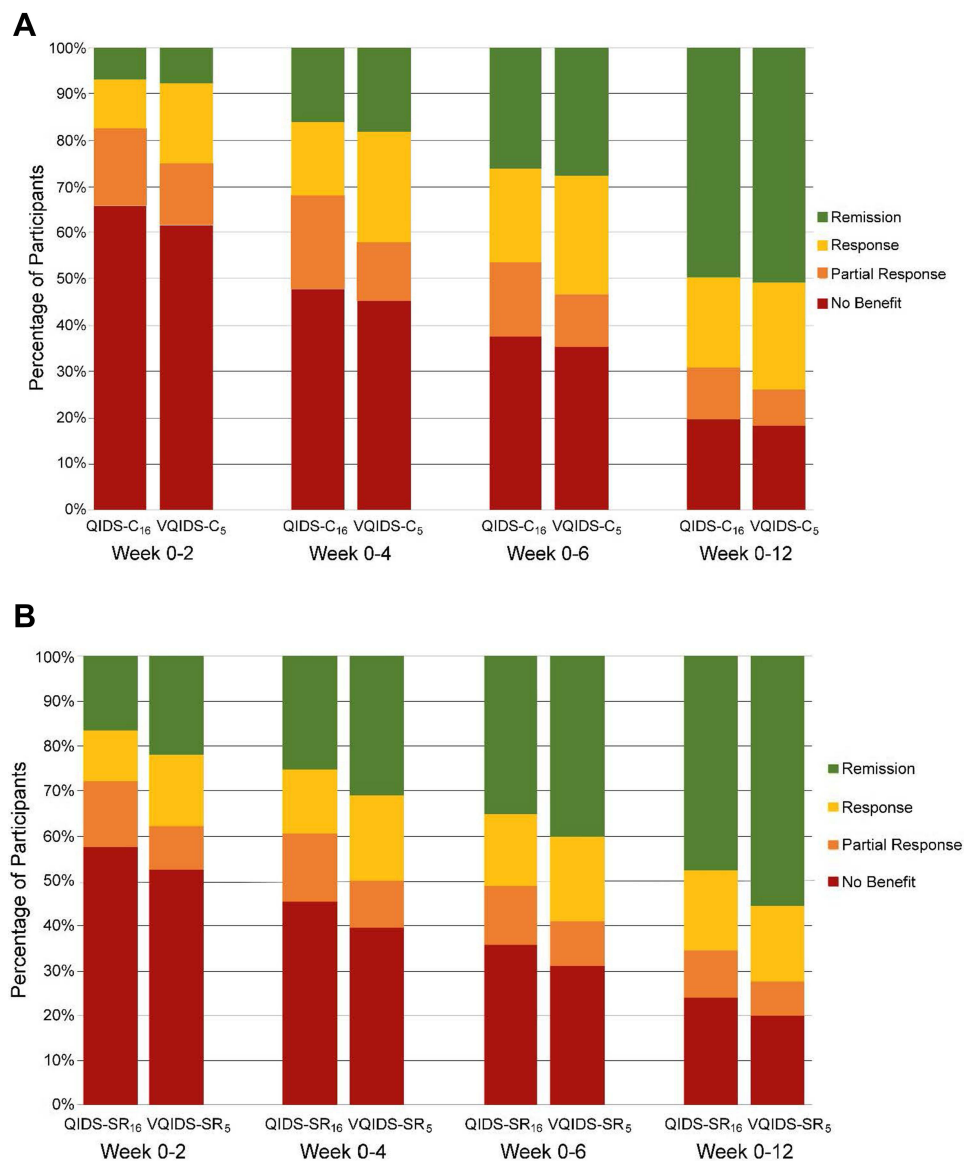 A
100%
90%
80%
70%
60%
50%
40%
30%
20%
10%
0%
Percentage of Participants
Remission
Response
Partial Response
No Benefit
QIDS-C₁₆ VQIDS-C₅ QIDS-C₁₆ VQIDS-C₅ QIDS-C₁₆ VQIDS-C₅ QIDS-C₁₆ VQIDS-C₅
Week 0-2 Week 0-4 Week 0-6 Week 0-12
B
100%
90%
80%
70%
60%
50%
40%
30%
20%
10%
0%
Percentage of Participants
Remission
Response
Partial Response
No Benefit
QIDS-SR₁₆ VQIDS-SR₅ QIDS-SR₁₆ VQIDS-SR₅ QIDS-SR₁₆ VQIDS-SR₅ QIDS-SR₁₆ VQIDS-SR₅
Week 0-2 Week 0-4 Week 0-6 Week 0-12